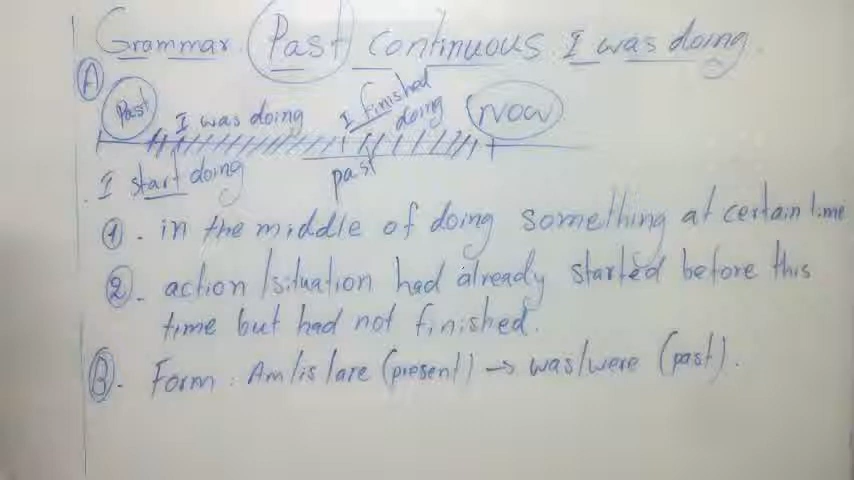 Grammar. Past continuous I was doing.
A
Past I was doing I finished doing NOW
I start doing past
1. in the middle of doing something at certain time
2. action/situation had already started before this
time but had not finished.
B. Form: Am/is/are (present) → was/were (past).